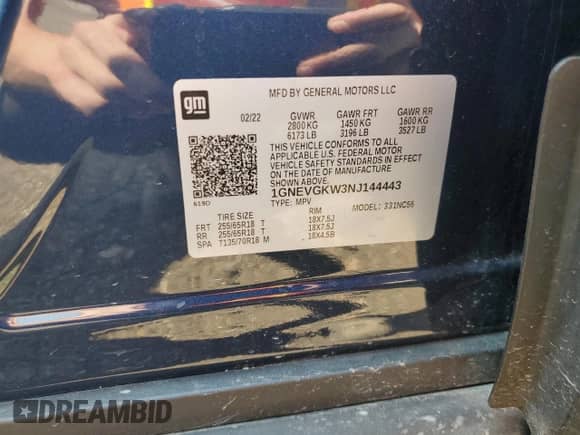 gm
MFD BY GENERAL MOTORS LLC
02/22 GVWR GAWR FRT GAWR RR
2800 KG 1450 KG 1600 KG
6173 LB 3196 LB 3527 LB
THIS VEHICLE CONFORMS TO ALL
APPLICABLE U.S. FEDERAL MOTOR
VEHICLE SAFETY STANDARDS IN EFFECT
ON THE DATE OF MANUFACTURE
SHOWN ABOVE.
1GNEVGKW3NJ144443
TYPE: MPV MODEL: 331NC56
TIRE SIZE RIM
FRT 255/65R18 T 18X7.5J
RR 255/65R18 T 18X7.5J
SPA T135/70R18 M 18X4.5B
DREAMBID